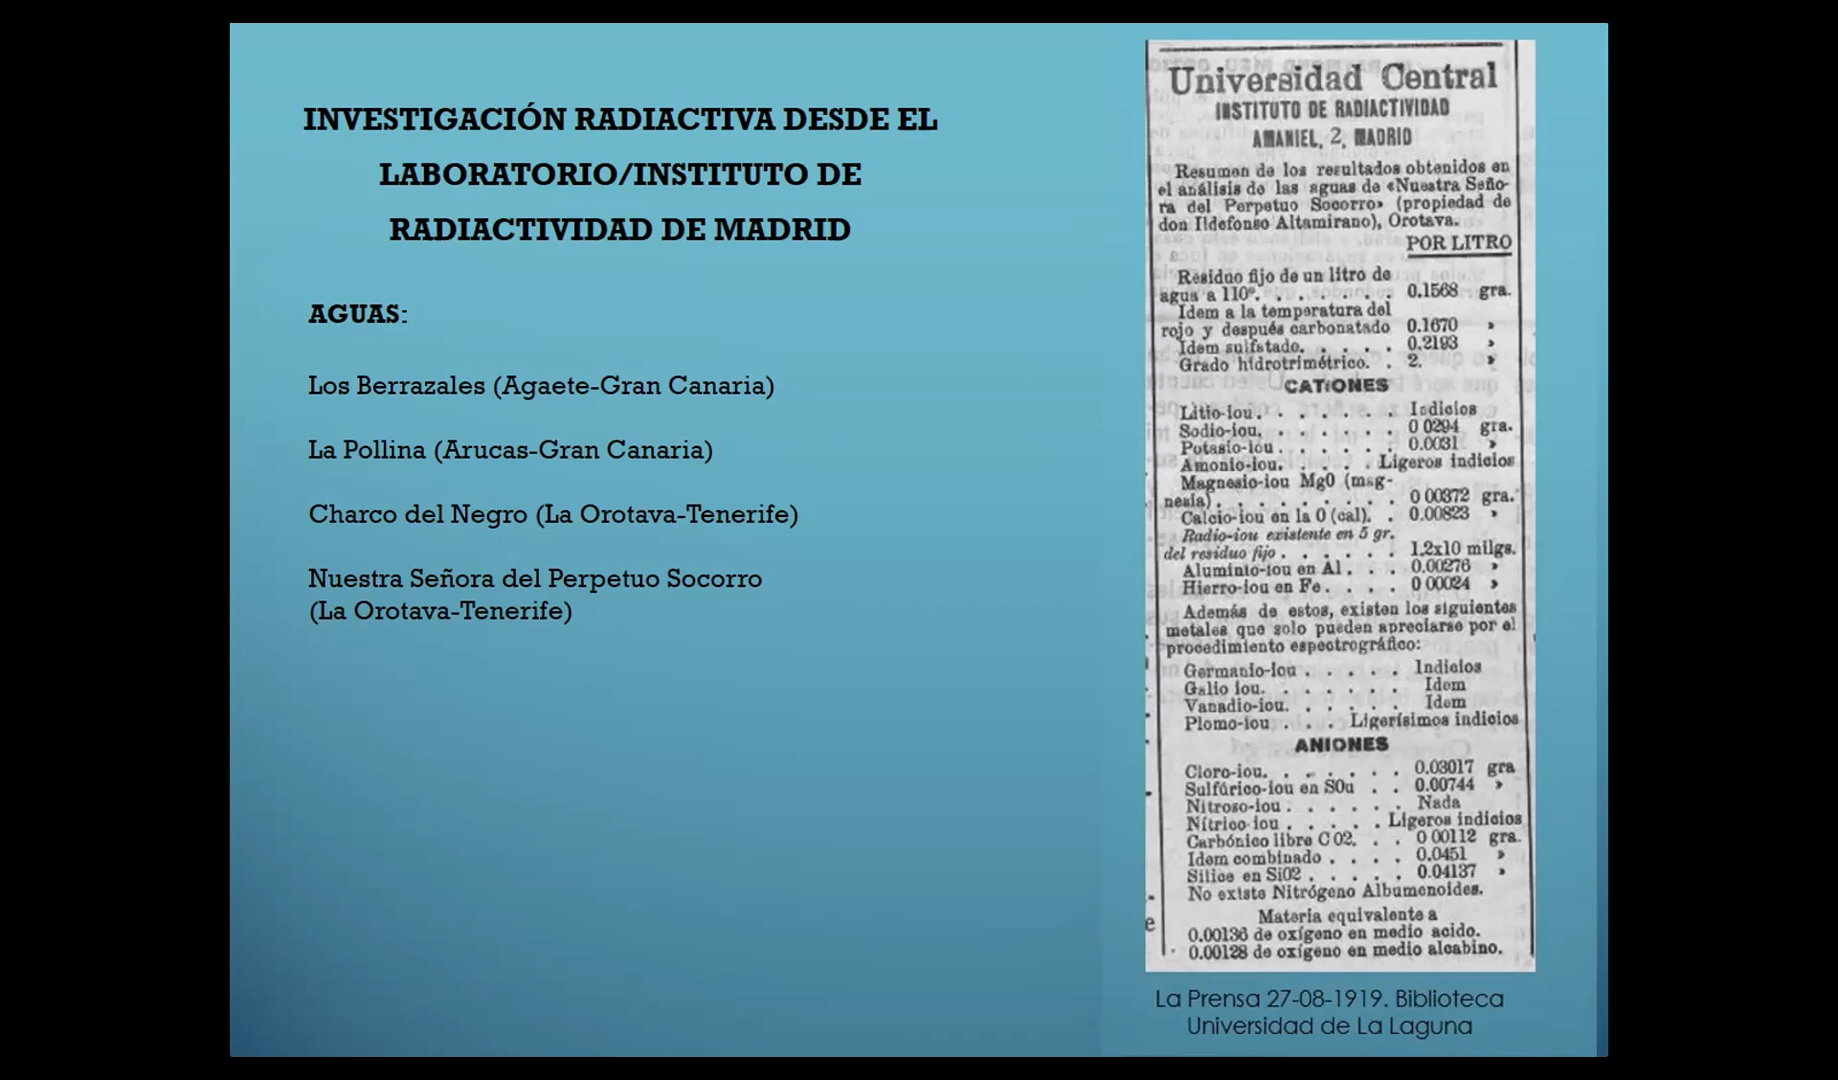 INVESTIGACIÓN RADIACTIVA DESDE EL
LABORATORIO/INSTITUTO DE
RADIACTIVIDAD DE MADRID
AGUAS:
Los Berrazales (Agaete-Gran Canaria)
La Pollina (Arucas-Gran Canaria)
Charco del Negro (La Orotava-Tenerife)
Nuestra Señora del Perpetuo Socorro
(La Orotava-Tenerife)
Universidad Central
INSTITUTO DE RADIACTIVIDAD
AMANIEL, 2, MADRID
Resumen de los resultados obtenidos en
el análisis de las aguas de «Nuestra Seño-
ra del Perpetuo Socorro» (propiedad de
don Ildefonso Altamirano), Orotava.
POR LITRO
Residuo fijo de un litro de
agua a 110º. . . . . . . . 0.1568 gra.
Idem a la temperatura del
rojo y después carbonatado 0.1670 »
Idem sulfatado. . . . . 0.2193 »
Grado hidrotrimétrico. . 2. »
CATIONES
Litio-iou. . . . . . . Indicios
Sodio-iou. . . . . . . 0 0294 gra.
Potasio-iou . . . . . . 0.0031 »
Amonio-iou. . . . . Ligeros indicios
Magnesio-iou MgO (mag-
nesia) . . . . . . . . . 0 00372 gra.
Calcio-iou en la O (cal). . 0.00823 »
Radio-iou existente en 5 gr.
del residuo fijo . . . . . . 1.2x10 milgs.
Aluminio-iou en Al . . . 0.00276 »
Hierro-iou en Fe . . . . 0 00024 »
Además de estos, existen los siguientes
metales que solo pueden apreciarse por el
procedimiento espectrográfico:
Germanio-iou . . . . . Indicios
Galio iou. . . . . . . Idem
Vanadio-iou. . . . . . Idem
Plomo-iou . . . Ligerísimos indicios
ANIONES
Cloro-iou. . . . . . . 0.03017 gra
Sulfúrico-iou en SOu . . 0.00744 »
Nitroso-iou . . . . . . Nada
Nítrico iou . . . . . Ligeros indicios
Carbónico libre C O2. . . 0 00112 gra.
Idem combinado . . . . 0.0451 »
Silice en SiO2 . . . . . 0.04137 »
No existe Nitrógeno Albumenoides.
Materia equivalente a
0.00136 de oxígeno en medio acido.
0.00128 de oxígeno en medio alcabino.
La Prensa 27-08-1919. Biblioteca
Universidad de La Laguna